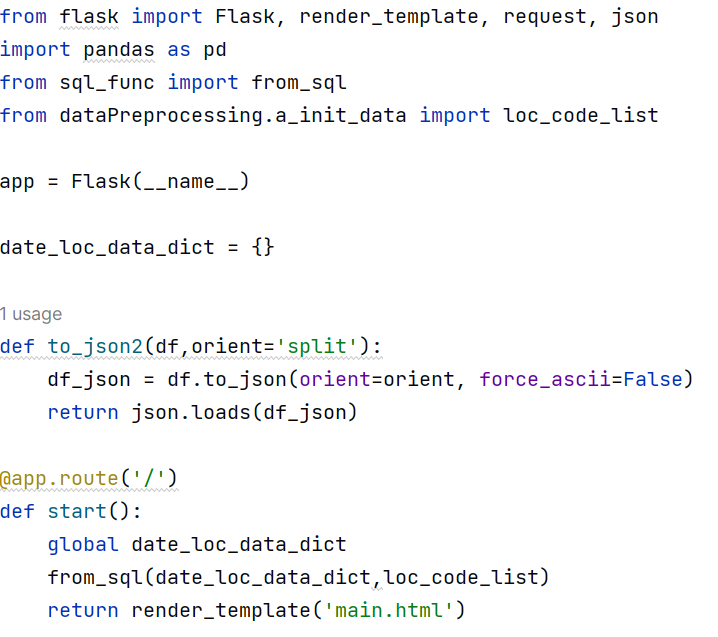 from flask import Flask, render_template, request, json
import pandas as pd
from sql_func import from_sql
from dataPreprocessing.a_init_data import loc_code_list
app = Flask(__name__)
date_loc_data_dict = {}
1 usage
def to_json2(df,orient='split'):
    df_json = df.to_json(orient=orient, force_ascii=False)
    return json.loads(df_json)
@app.route('/')
def start():
    global date_loc_data_dict
    from_sql(date_loc_data_dict,loc_code_list)
    return render_template('main.html')